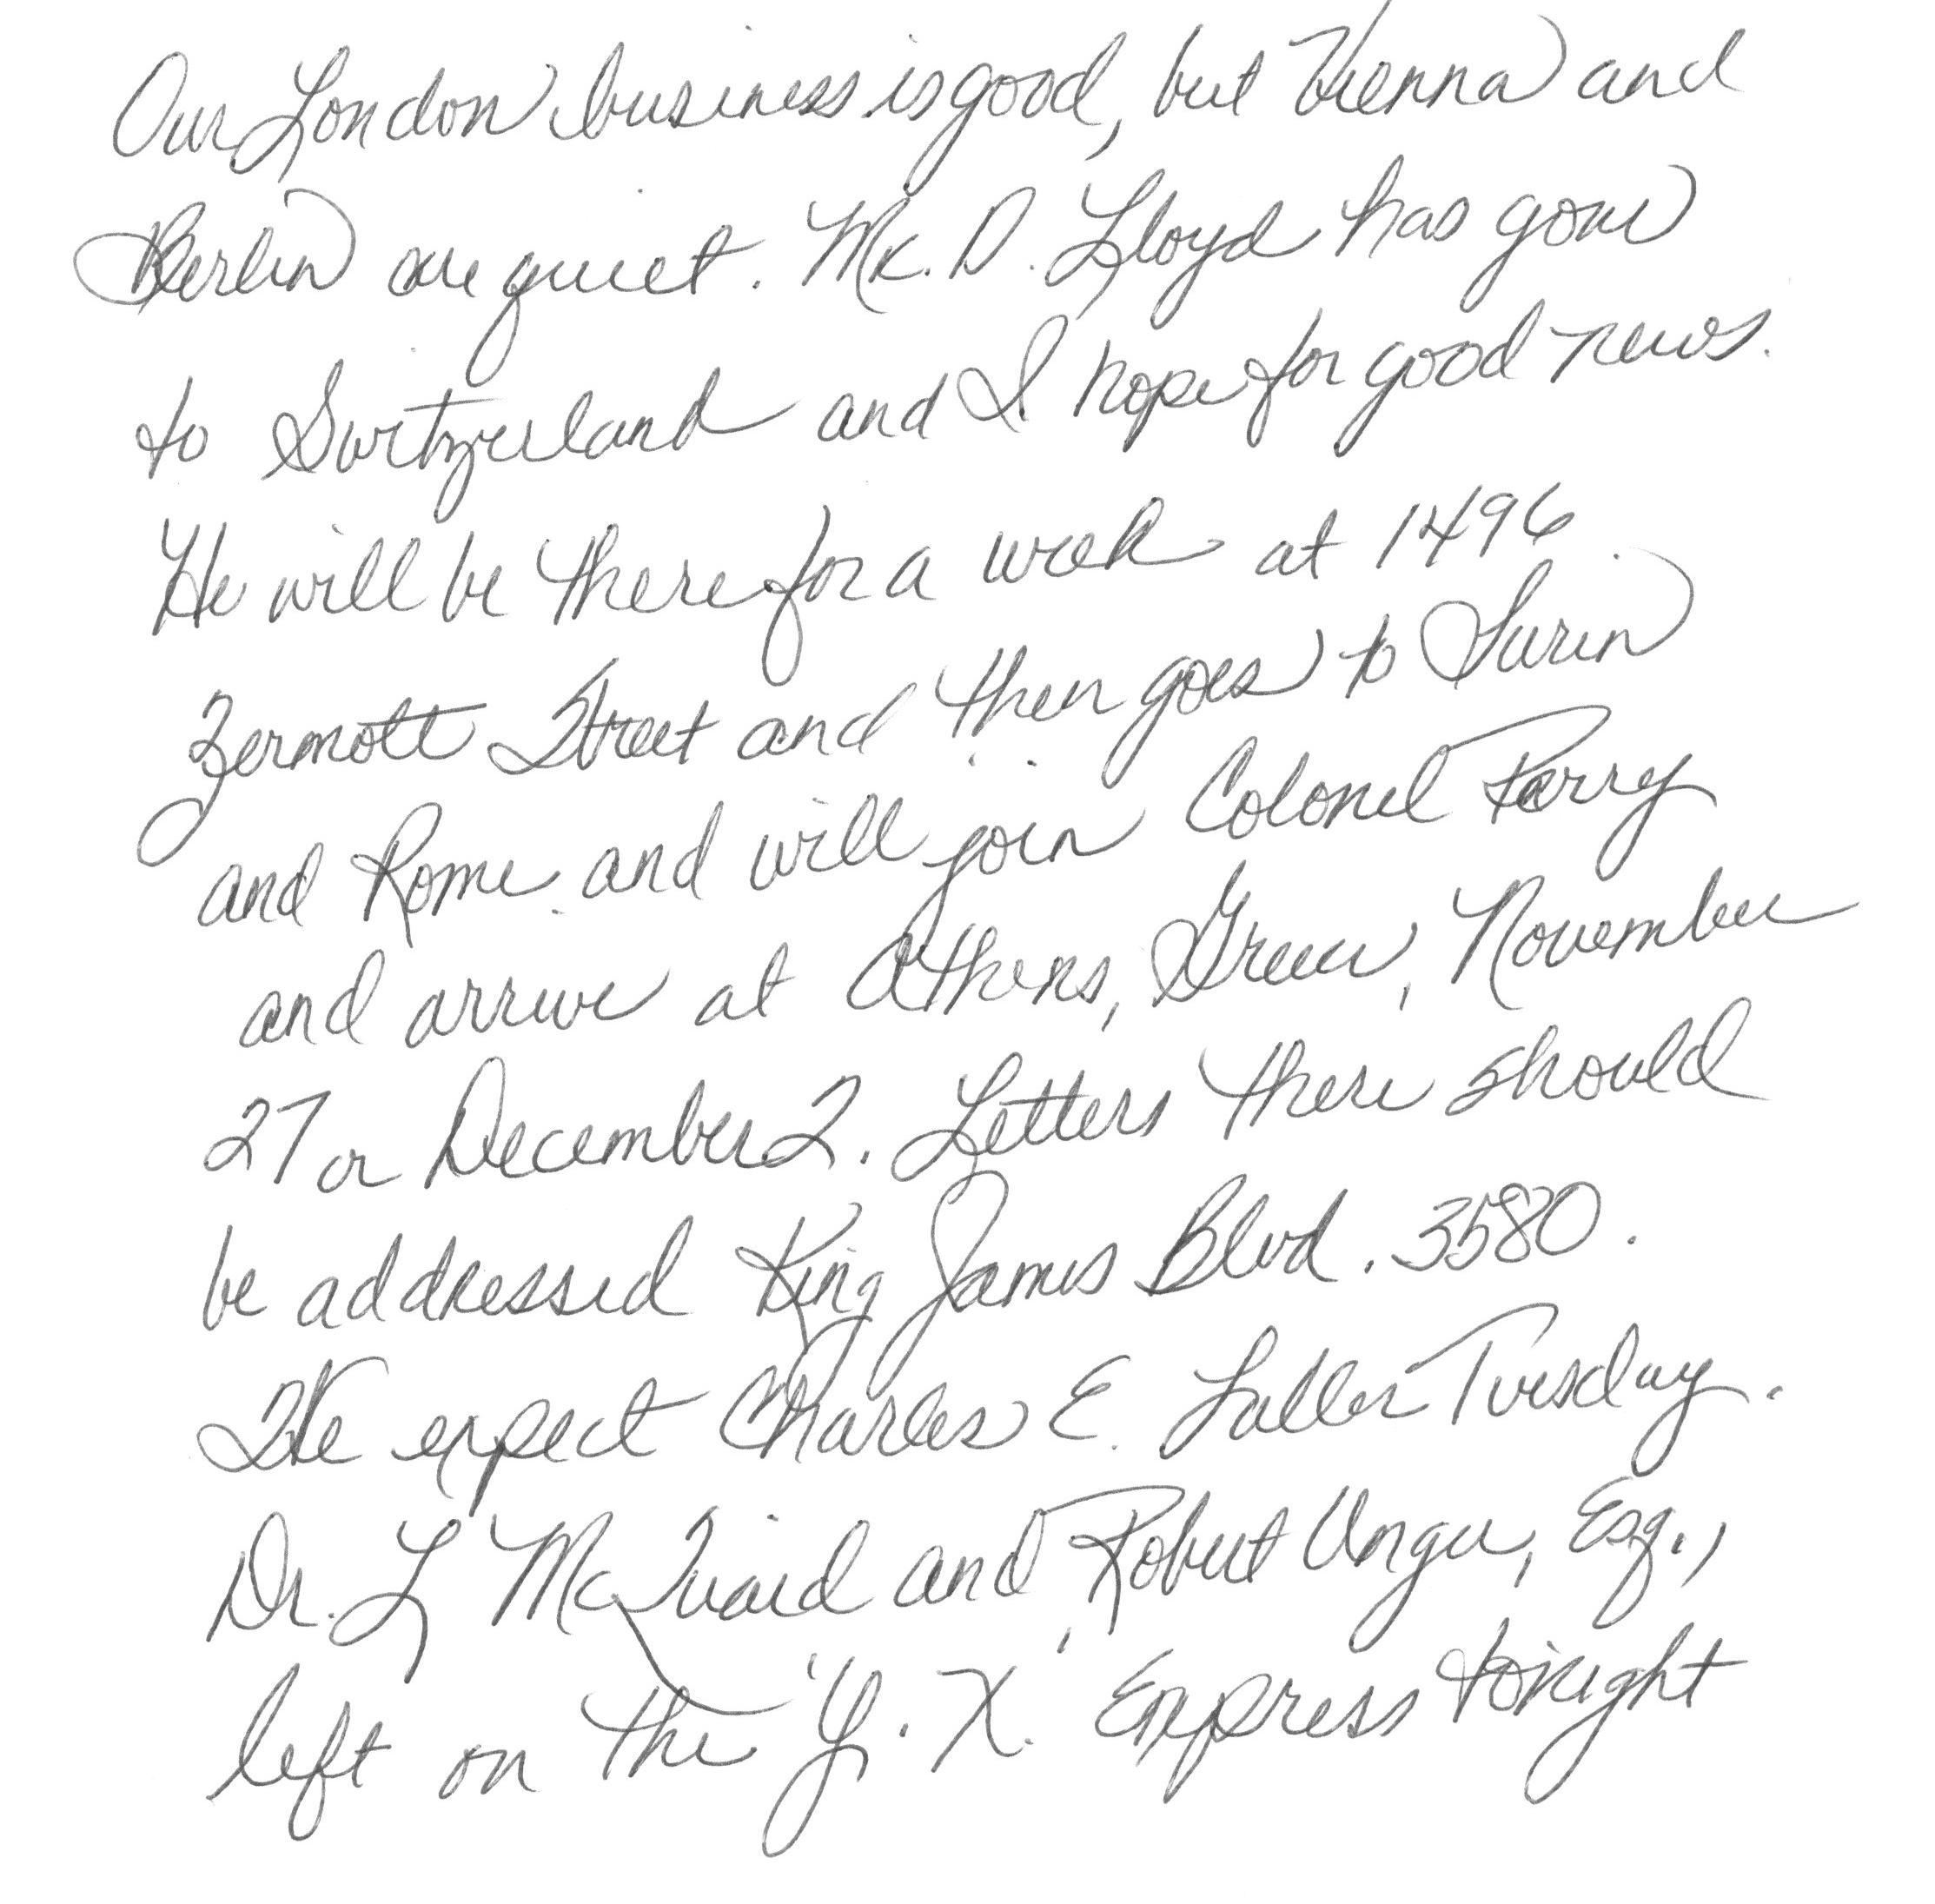 Our London business is good, but Vienna and
Berlin are quiet. Mr. D. Lloyd has gone
to Switzerland and I hope for good news.
He will be there for a week at 1496
Zermott Street and then goes to Turin
and Rome and will join Colonel Parry
and arrive at Athens, Greece, November
27 or December 2. Letters there should
be addressed King James Blvd. 3580.
We expect Charles E. Fuller Tuesday.
Dr. L McQuaid and Robert Unger, Esq.,
left on the 'Y. X.' Express tonight